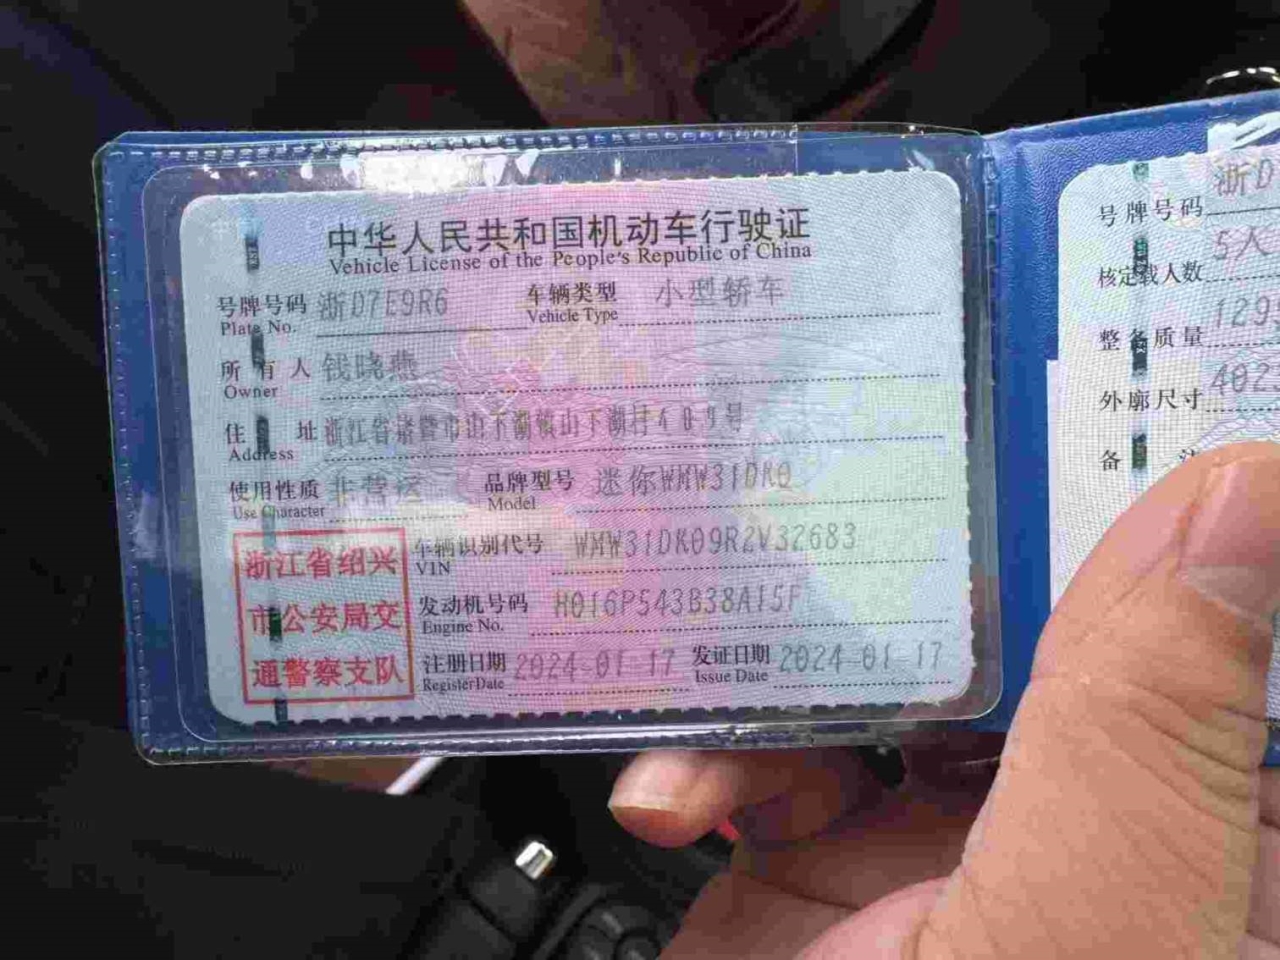 中华人民共和国机动车行驶证
Vehicle License of the People's Republic of China
号牌号码 浙D7E9R6 车辆类型 小型轿车
Plate No. Vehicle Type
所有人 钱晓燕
Owner
住址 浙江省诸暨市山下湖镇山下湖村409号
Address
使用性质 非营运 品牌型号 迷你WMW31DK0
Use Character Model
浙江省绍兴
市公安局交
通警察支队
车辆识别代号 WMW31DK09R2V32683
VIN
发动机号码 H016P543B38A15F
Engine No.
注册日期 2024-01-17 发证日期 2024-01-17
Register Date Issue Date
号牌号码 浙D
核定载人数 5人
整备质量 129
外廓尺寸 402
备